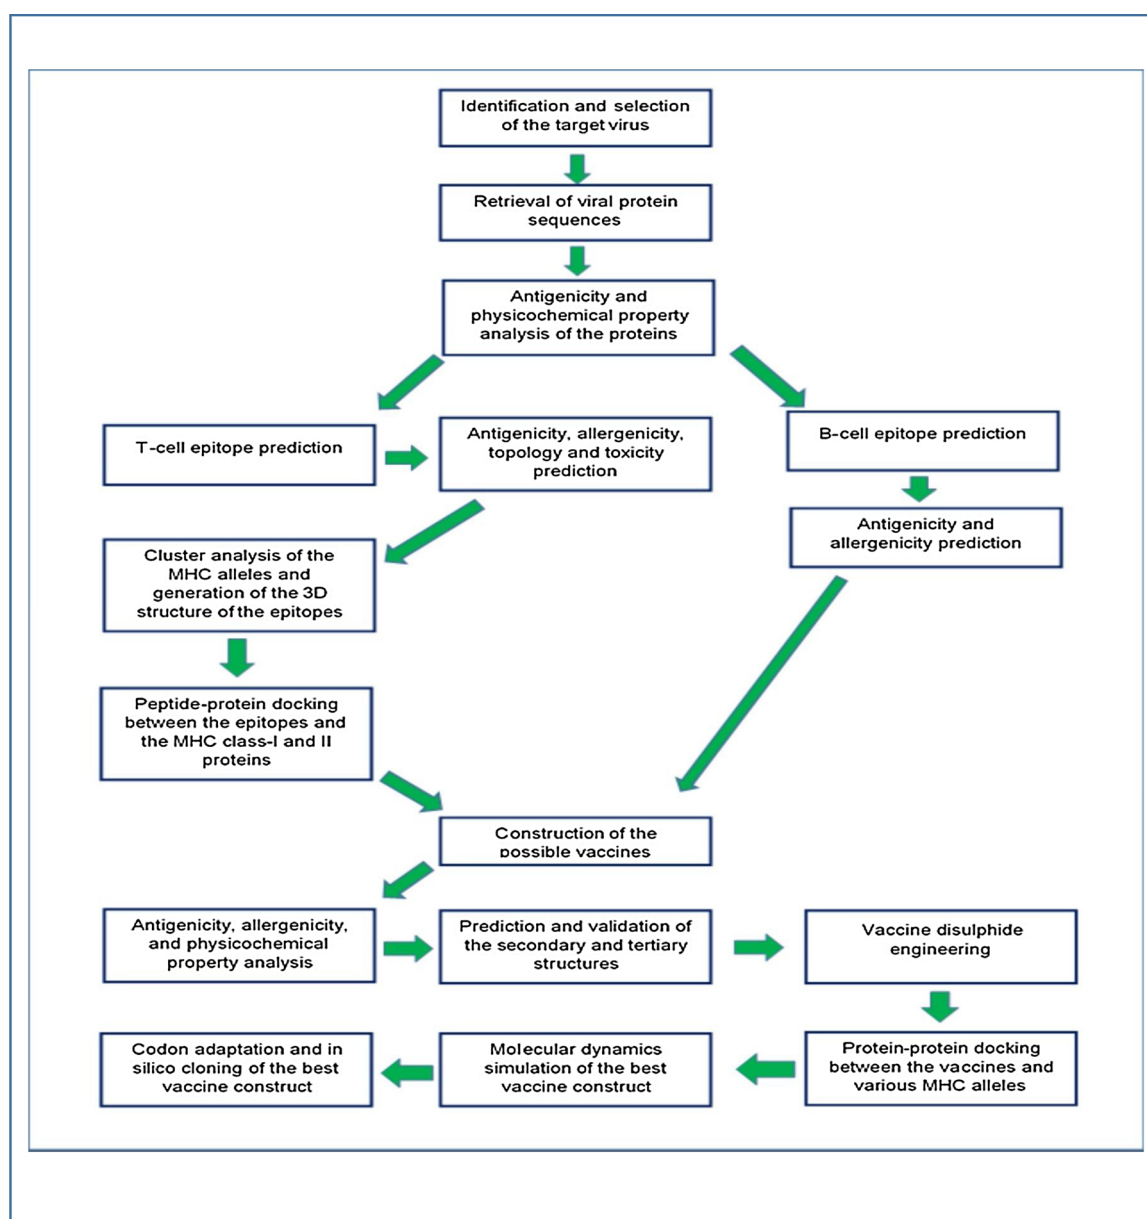 Identification and selection
of the target virus
Retrieval of viral protein
sequences
Antigenicity and
physicochemical property
analysis of the proteins
T-cell epitope prediction
Antigenicity, allergenicity,
topology and toxicity
prediction
B-cell epitope prediction
Antigenicity and
allergenicity prediction
Cluster analysis of the
MHC alleles and
generation of the 3D
structure of the epitopes
Peptide-protein docking
between the epitopes and
the MHC class-I and II
proteins
Construction of the
possible vaccines
Antigenicity, allergenicity,
and physicochemical
property analysis
Prediction and validation of
the secondary and tertiary
structures
Vaccine disulphide
engineering
Protein-protein docking
between the vaccines and
various MHC alleles
Molecular dynamics
simulation of the best
vaccine construct
Codon adaptation and in
silico cloning of the best
vaccine construct